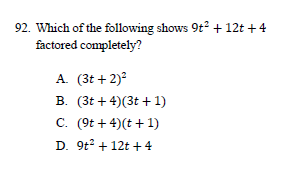 92. Which of the following shows 9t² + 12t + 4
factored completely?
A. (3t + 2)²
B. (3t + 4)(3t + 1)
C. (9t + 4)(t + 1)
D. 9t² + 12t + 4